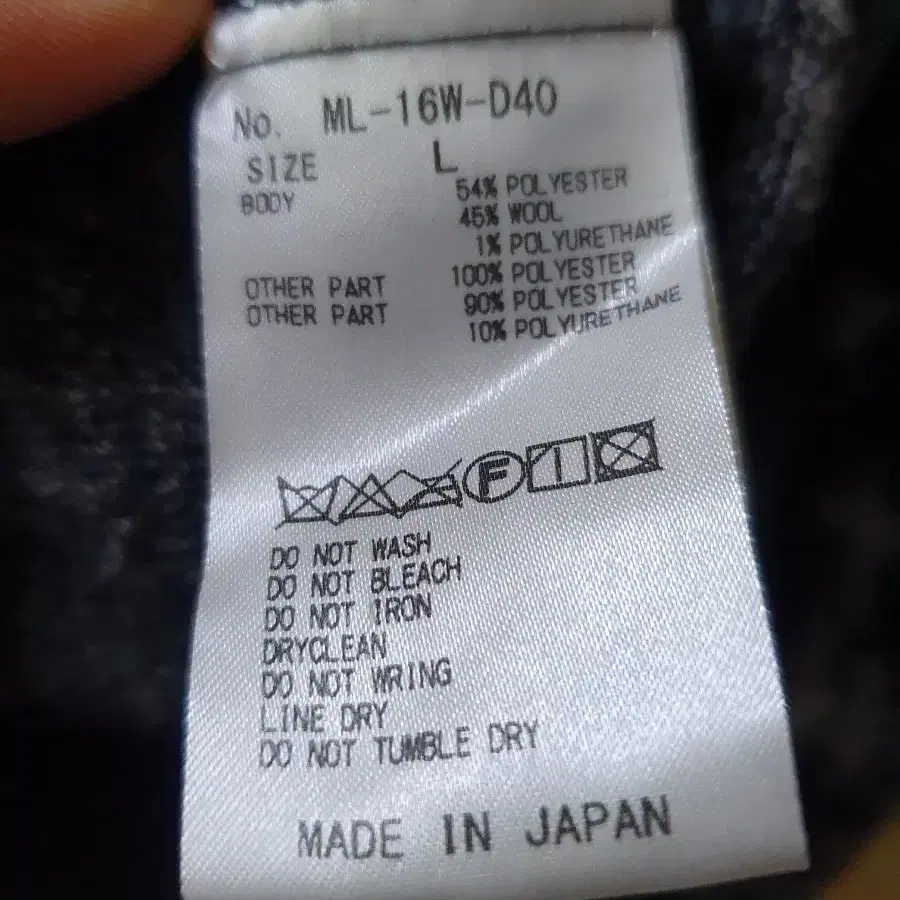 No. ML-16W-D40
SIZE L
BODY 54% POLYESTER
45% WOOL
1% POLYURETHANE
OTHER PART 100% POLYESTER
OTHER PART 90% POLYESTER
10% POLYURETHANE
F
DO NOT WASH
DO NOT BLEACH
DO NOT IRON
DRYCLEAN
DO NOT WRING
LINE DRY
DO NOT TUMBLE DRY
MADE IN JAPAN